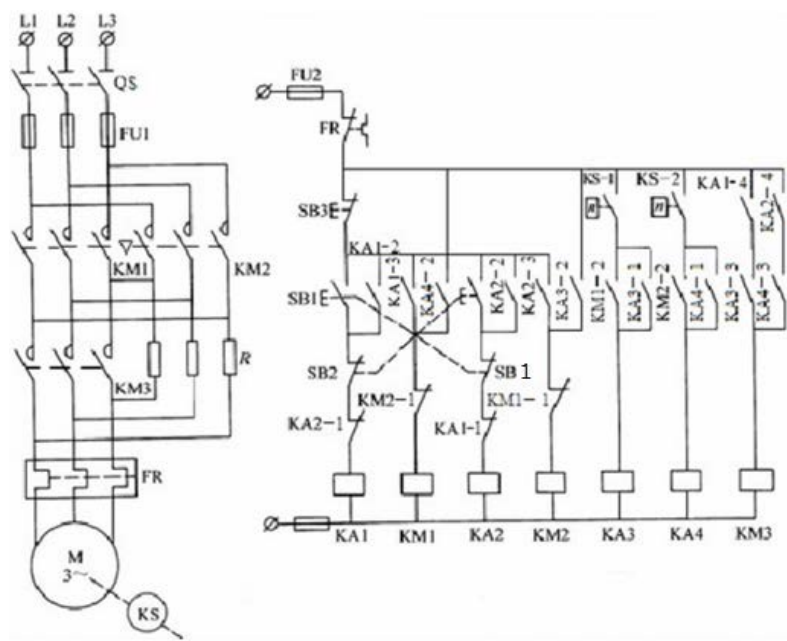 L1 L2 L3
QS
FU1
KM1
KM2
KM3
R
FR
M
3~
KS
FU2
FR
SB3
KS-1
KS-2
KA1-4
KA2-4
n
n
KA1-2
KA1-3
KA4-2
KA2-2
KA2-3
KA3-2
KM1-2
KA3-1
KM2-2
KA4-1
KA3-3
KA4-3
SB1
SB2
SB1
KM2-1
KM1-1
KA2-1
KA1-1
KA1 KM1 KA2 KM2 KA3 KA4 KM3